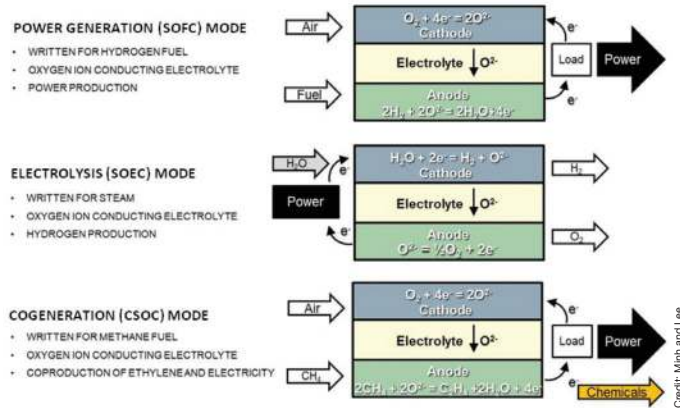 POWER GENERATION (SOFC) MODE
• WRITTEN FOR HYDROGEN FUEL
• OXYGEN ION CONDUCTING ELECTROLYTE
• POWER PRODUCTION
Air
Fuel
O₂ + 4e⁻ = 2O²⁻
Cathode
Electrolyte ↓ O²⁻
Anode
2H₂ + 2O²⁻ = 2H₂O+4e⁻
e⁻
Load
Power
e⁻
ELECTROLYSIS (SOEC) MODE
• WRITTEN FOR STEAM
• OXYGEN ION CONDUCTING ELECTROLYTE
• HYDROGEN PRODUCTION
H₂O
e⁻
Power
e⁻
H₂O + 2e⁻ = H₂ + O²⁻
Cathode
Electrolyte ↓ O²⁻
Anode
O²⁻ = ½O₂ + 2e⁻
H₂
O₂
COGENERATION (CSOC) MODE
• WRITTEN FOR METHANE FUEL
• OXYGEN ION CONDUCTING ELECTROLYTE
• COPRODUCTION OF ETHYLENE AND ELECTRICITY
Air
CH₄
O₂ + 4e⁻ = 2O²⁻
Cathode
Electrolyte ↓ O²⁻
Anode
2CH₄ + 2O²⁻ = C₂H₄ +2H₂O + 4e⁻
e⁻
Load
Power
e⁻
Chemicals
Credit: Minh and Lee